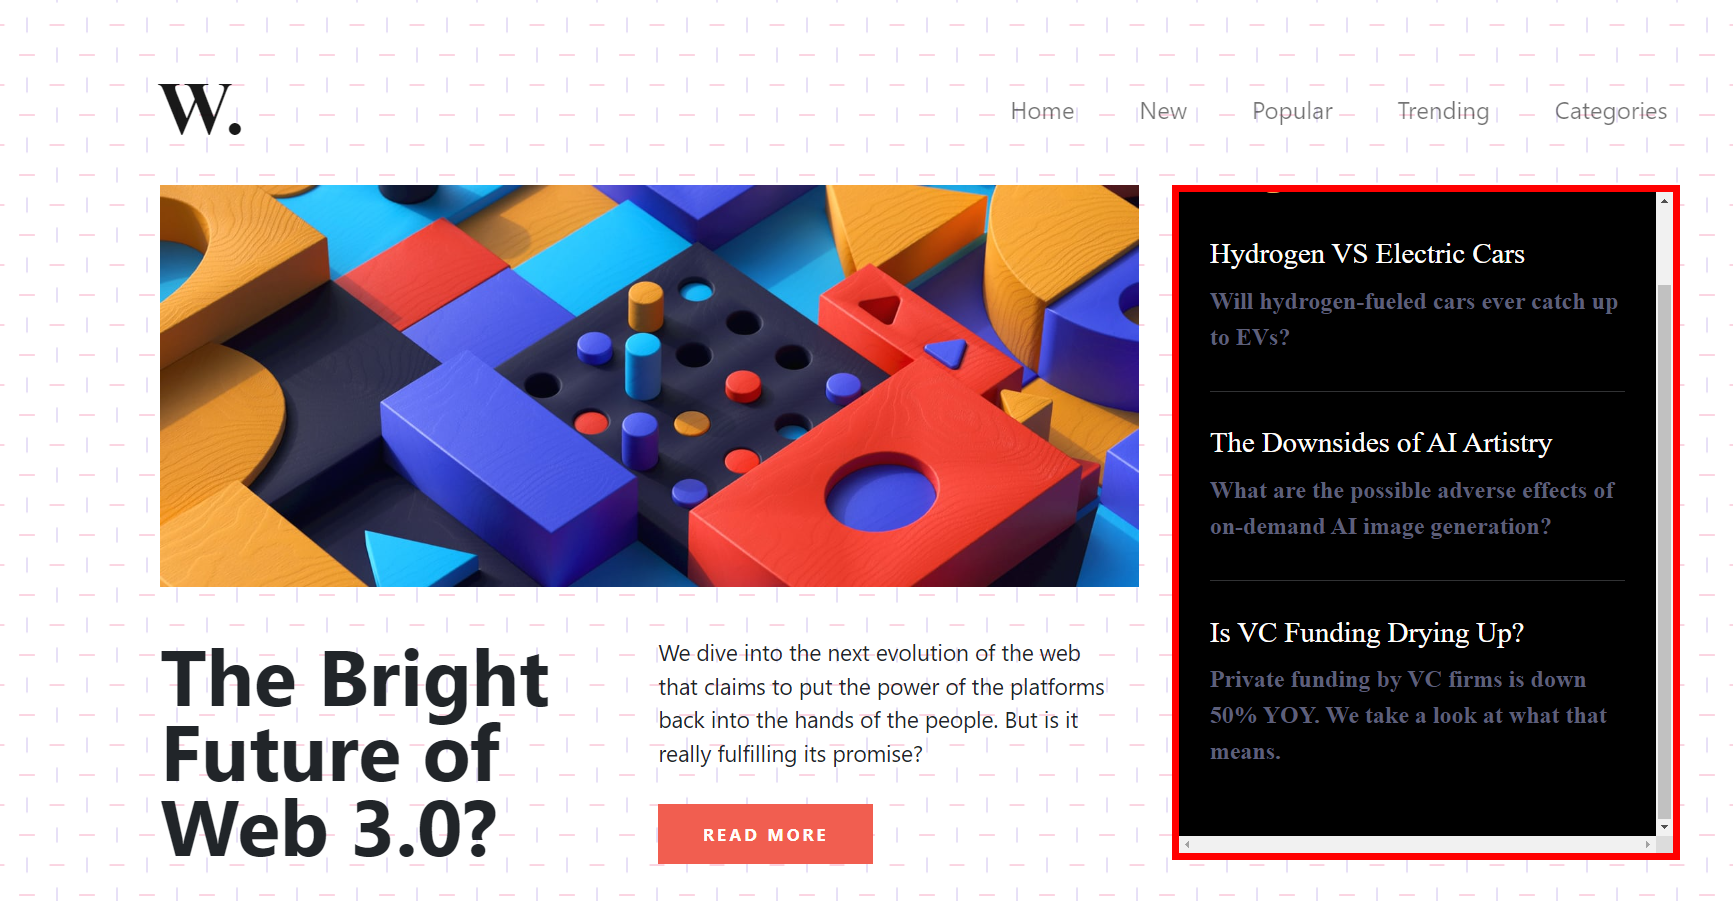 W.
Home New Popular Trending Categories
Hydrogen VS Electric Cars
Will hydrogen-fueled cars ever catch up
to EVs?
The Downsides of AI Artistry
What are the possible adverse effects of
on-demand AI image generation?
Is VC Funding Drying Up?
Private funding by VC firms is down
50% YOY. We take a look at what that
means.
The Bright
Future of
Web 3.0?
We dive into the next evolution of the web
that claims to put the power of the platforms
back into the hands of the people. But is it
really fulfilling its promise?
READ MORE